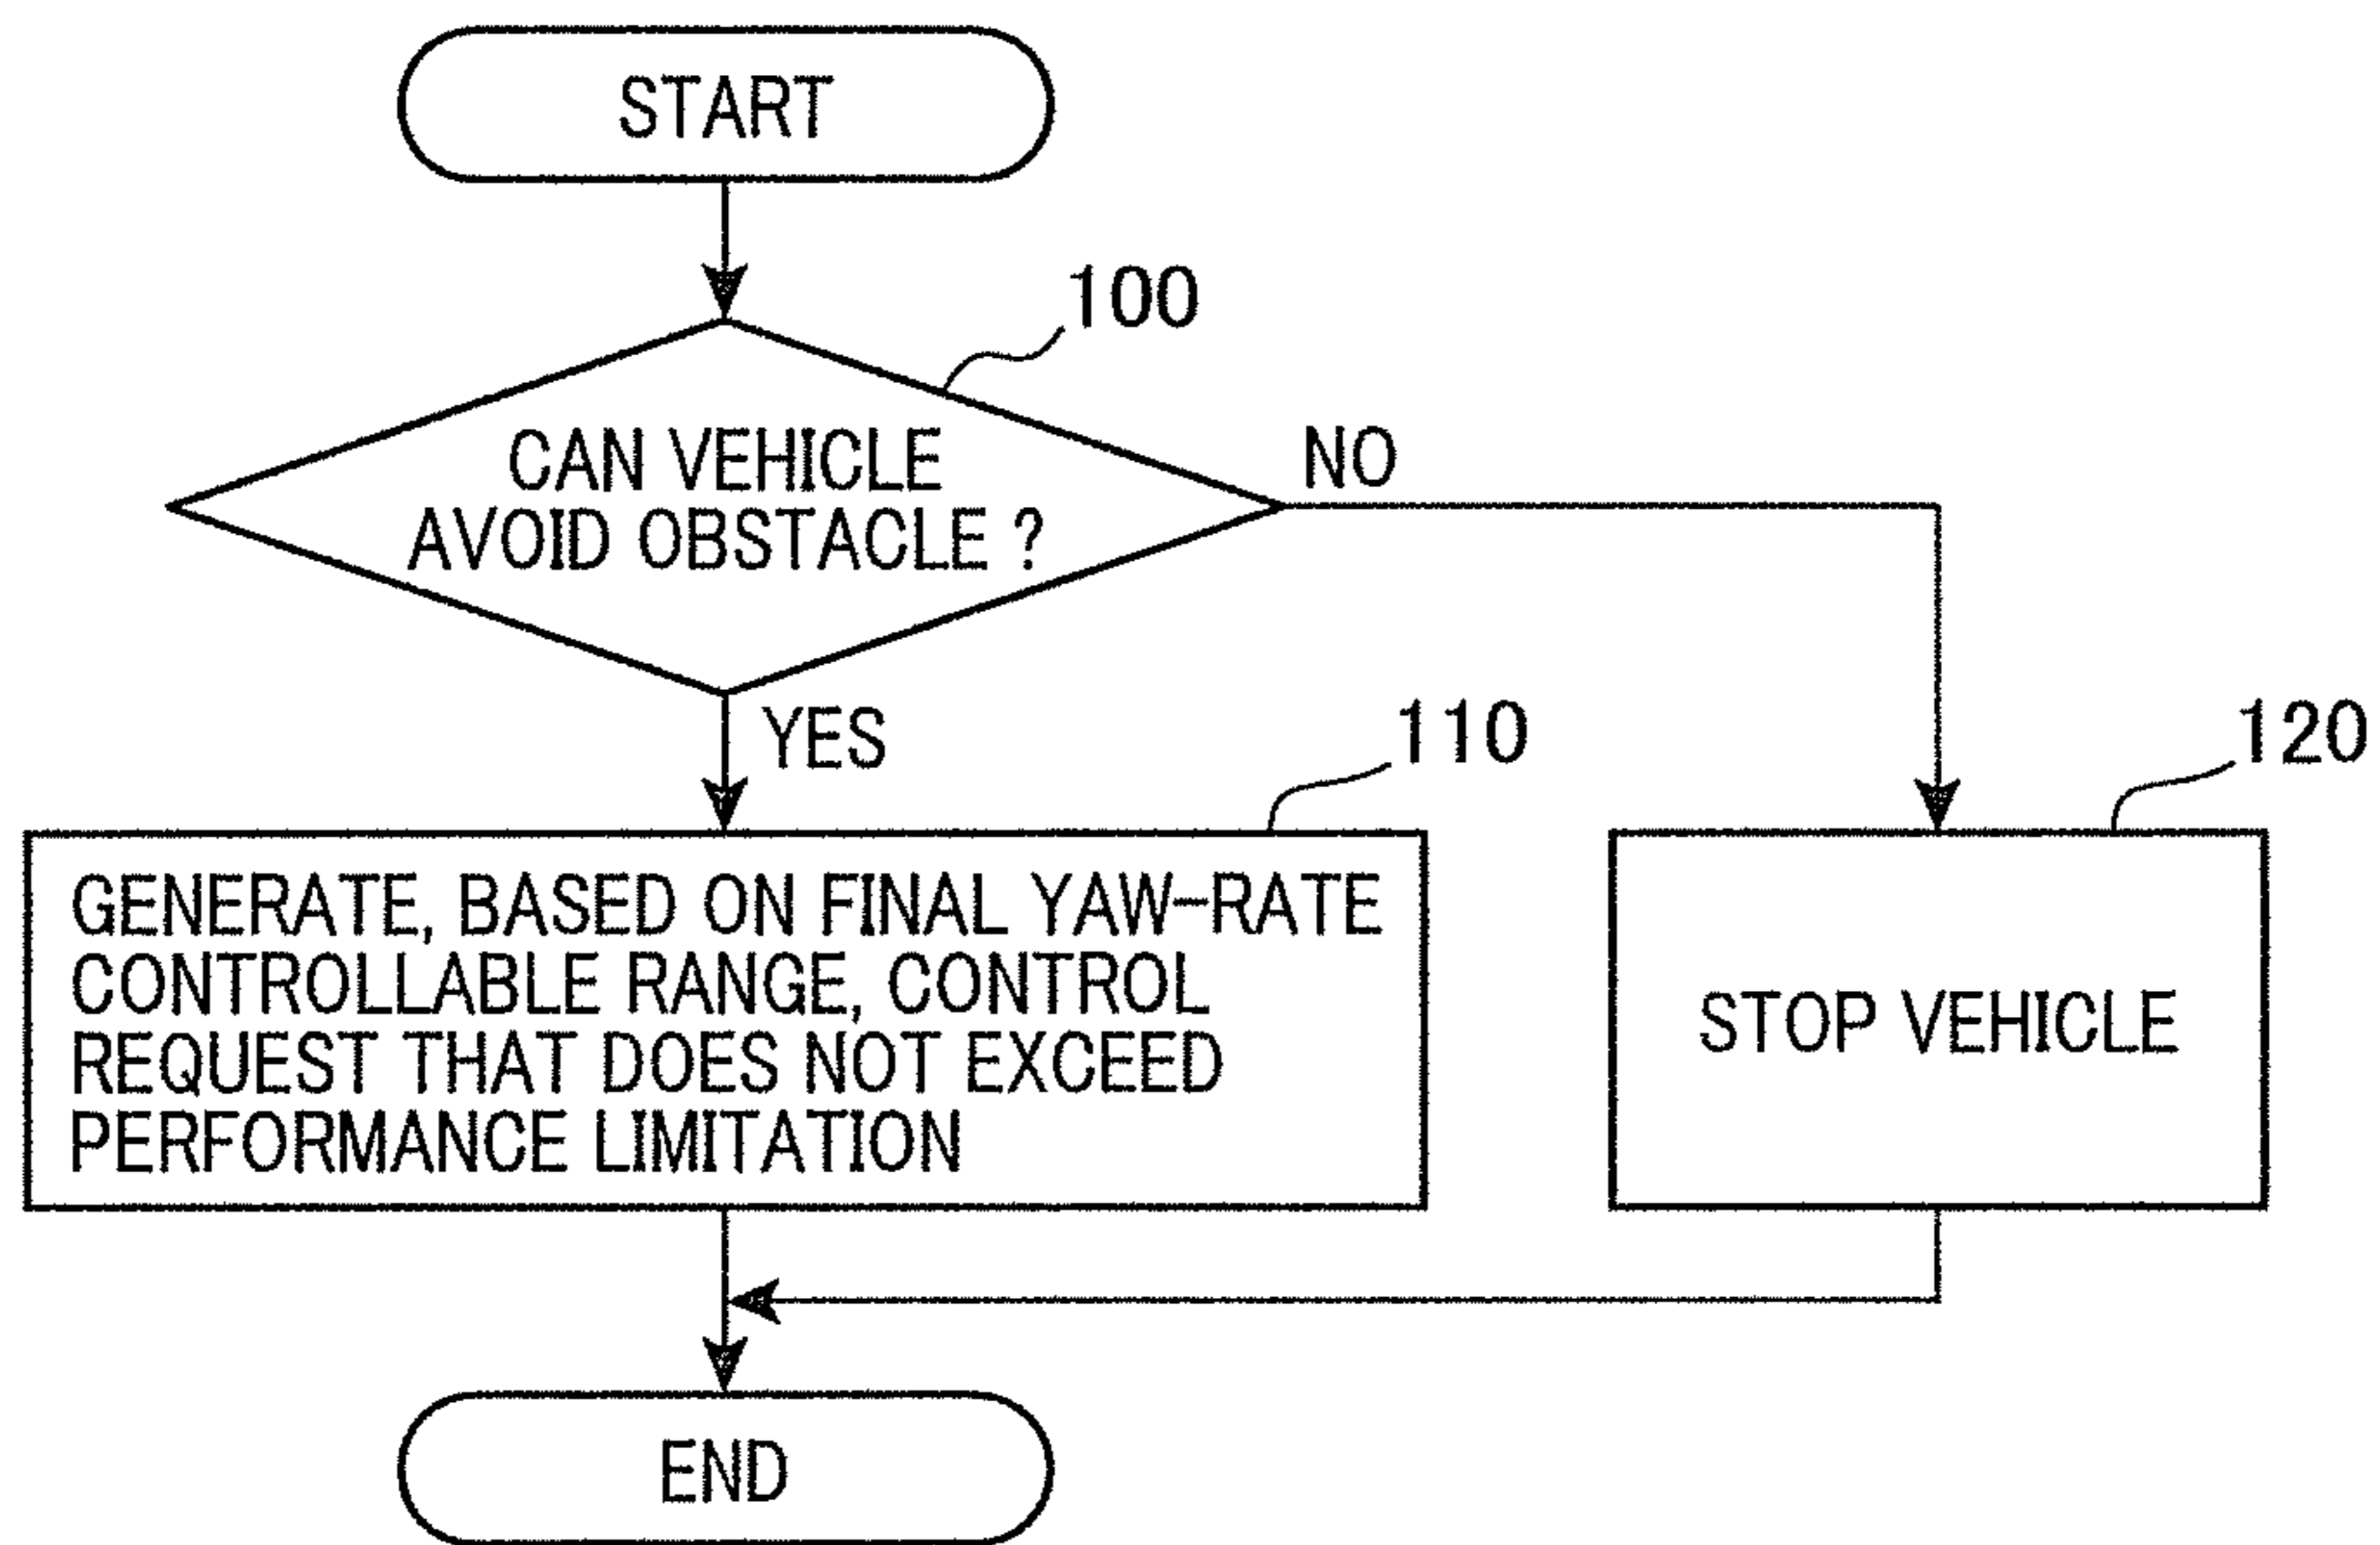 START
100
CAN VEHICLE
AVOID OBSTACLE ?
NO
YES
110
120
GENERATE, BASED ON FINAL YAW-RATE
CONTROLLABLE RANGE, CONTROL
REQUEST THAT DOES NOT EXCEED
PERFORMANCE LIMITATION
STOP VEHICLE
END